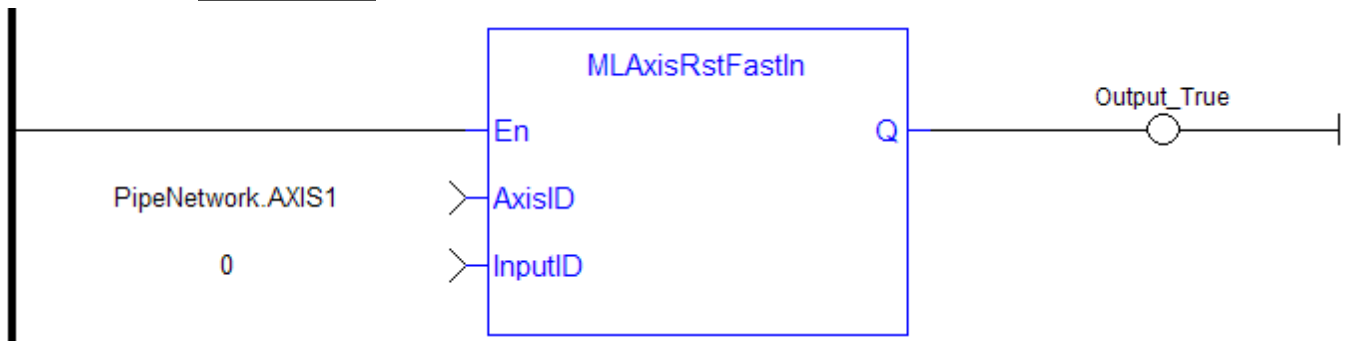 MLAxisRstFastIn
Output_True
En
Q
PipeNetwork.AXIS1
AxisID
0
InputID